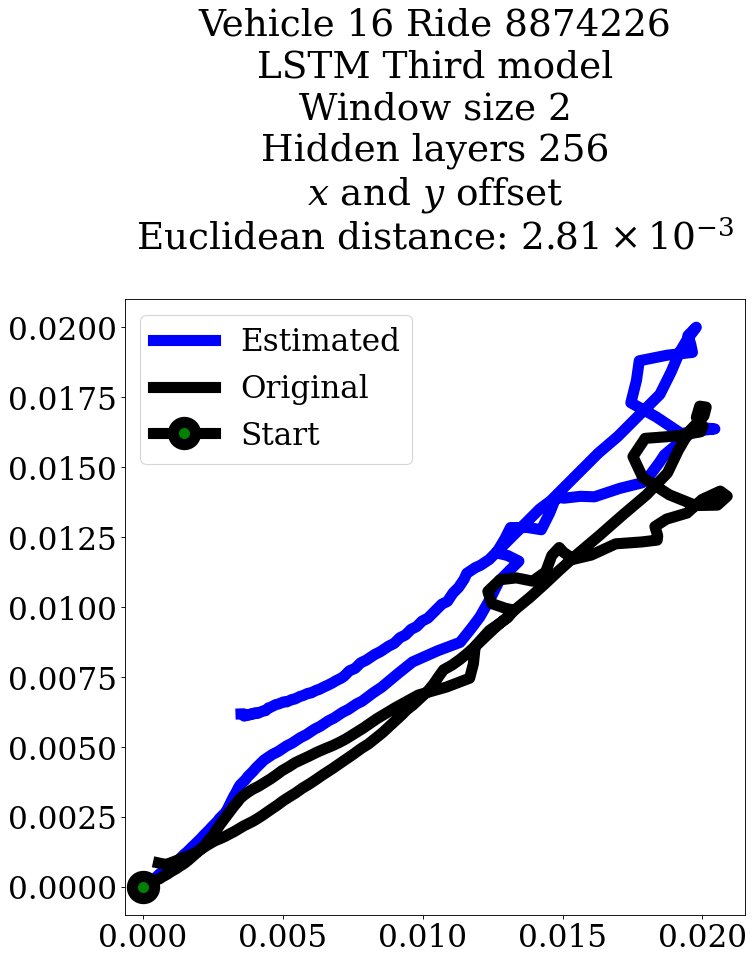 Vehicle 16 Ride 8874226
LSTM Third model
Window size 2
Hidden layers 256
x and y offset
Euclidean distance: 2.81 × 10⁻³
Estimated
Original
Start
0.0200
0.0175
0.0150
0.0125
0.0100
0.0075
0.0050
0.0025
0.0000
0.000 0.005 0.010 0.015 0.020